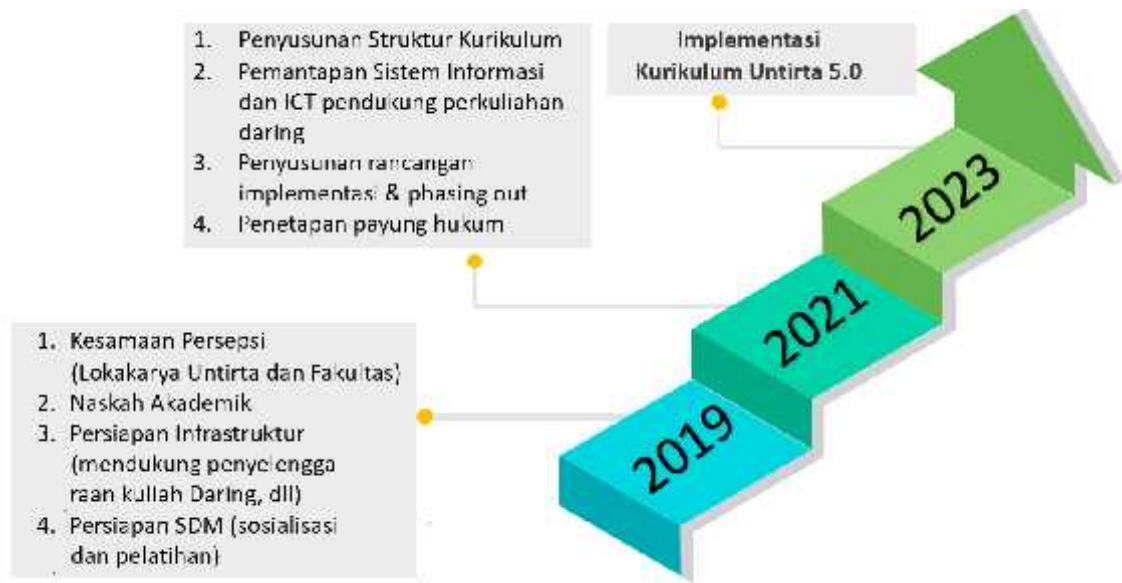 1. Penyusunan Struktur Kurikulum
2. Pemantapan Sistem Informasi
dan ICT pendukung perkuliahan
daring
3. Penyusunan rancangan
implementasi & phasing out
4. Penetapan payung hukum
Implementasi
Kurikulum Untirta 5.0
2023
2021
1. Kesamaan Persepsi
(Lokakarya Untirta dan Fakultas)
2. Naskah Akademik
3. Persiapan Infrastruktur
(mendukung penyelengga
raan kuliah Daring, dll)
4. Persiapan SDM (sosialisasi
dan pelatihan)
2019